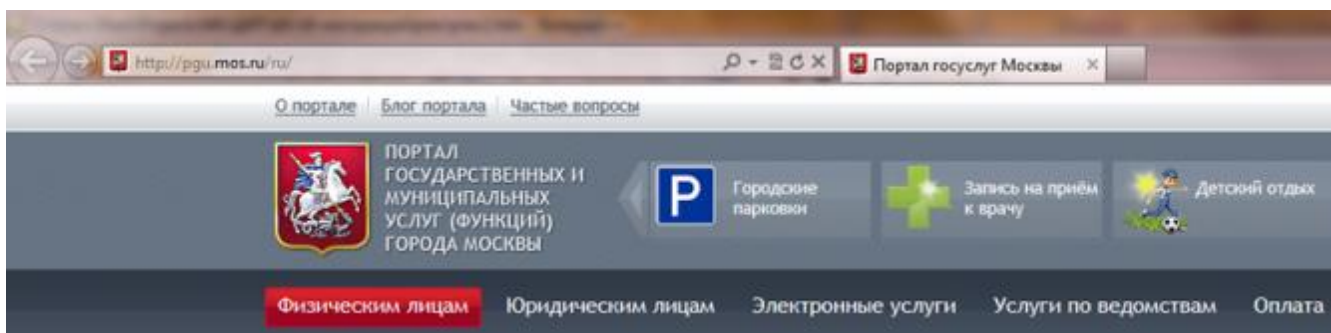 http://pgu.mos.ru/ru/
Портал госуслуг Москвы
О портале Блог портала Частые вопросы
ПОРТАЛ
ГОСУДАРСТВЕННЫХ И
МУНИЦИПАЛЬНЫХ
УСЛУГ (ФУНКЦИЙ)
ГОРОДА МОСКВЫ
P
Городские
парковки
Запись на приём
к врачу
Детский отдых
Физическим лицам Юридическим лицам Электронные услуги Услуги по ведомствам Оплата